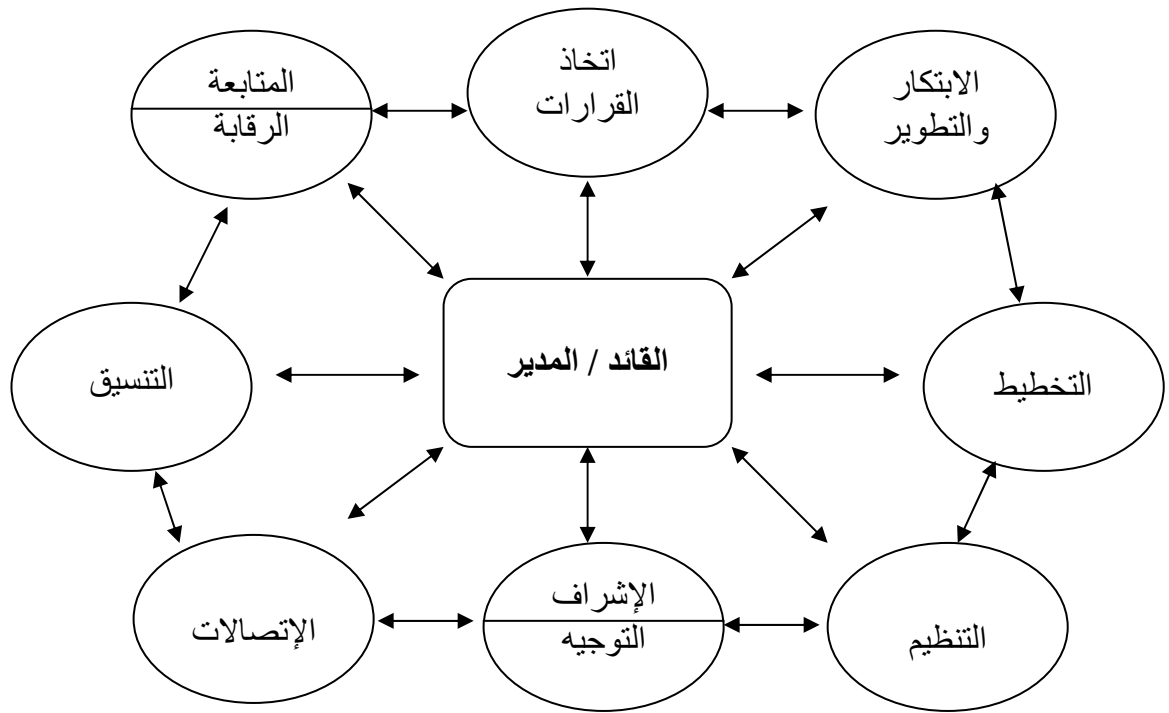 اتخاذ
القرارات
الابتكار
والتطوير
المتابعة
الرقابة
القائد / المدير
التخطيط
التنسيق
الإشراف
التوجيه
التنظيم
الإتصالات